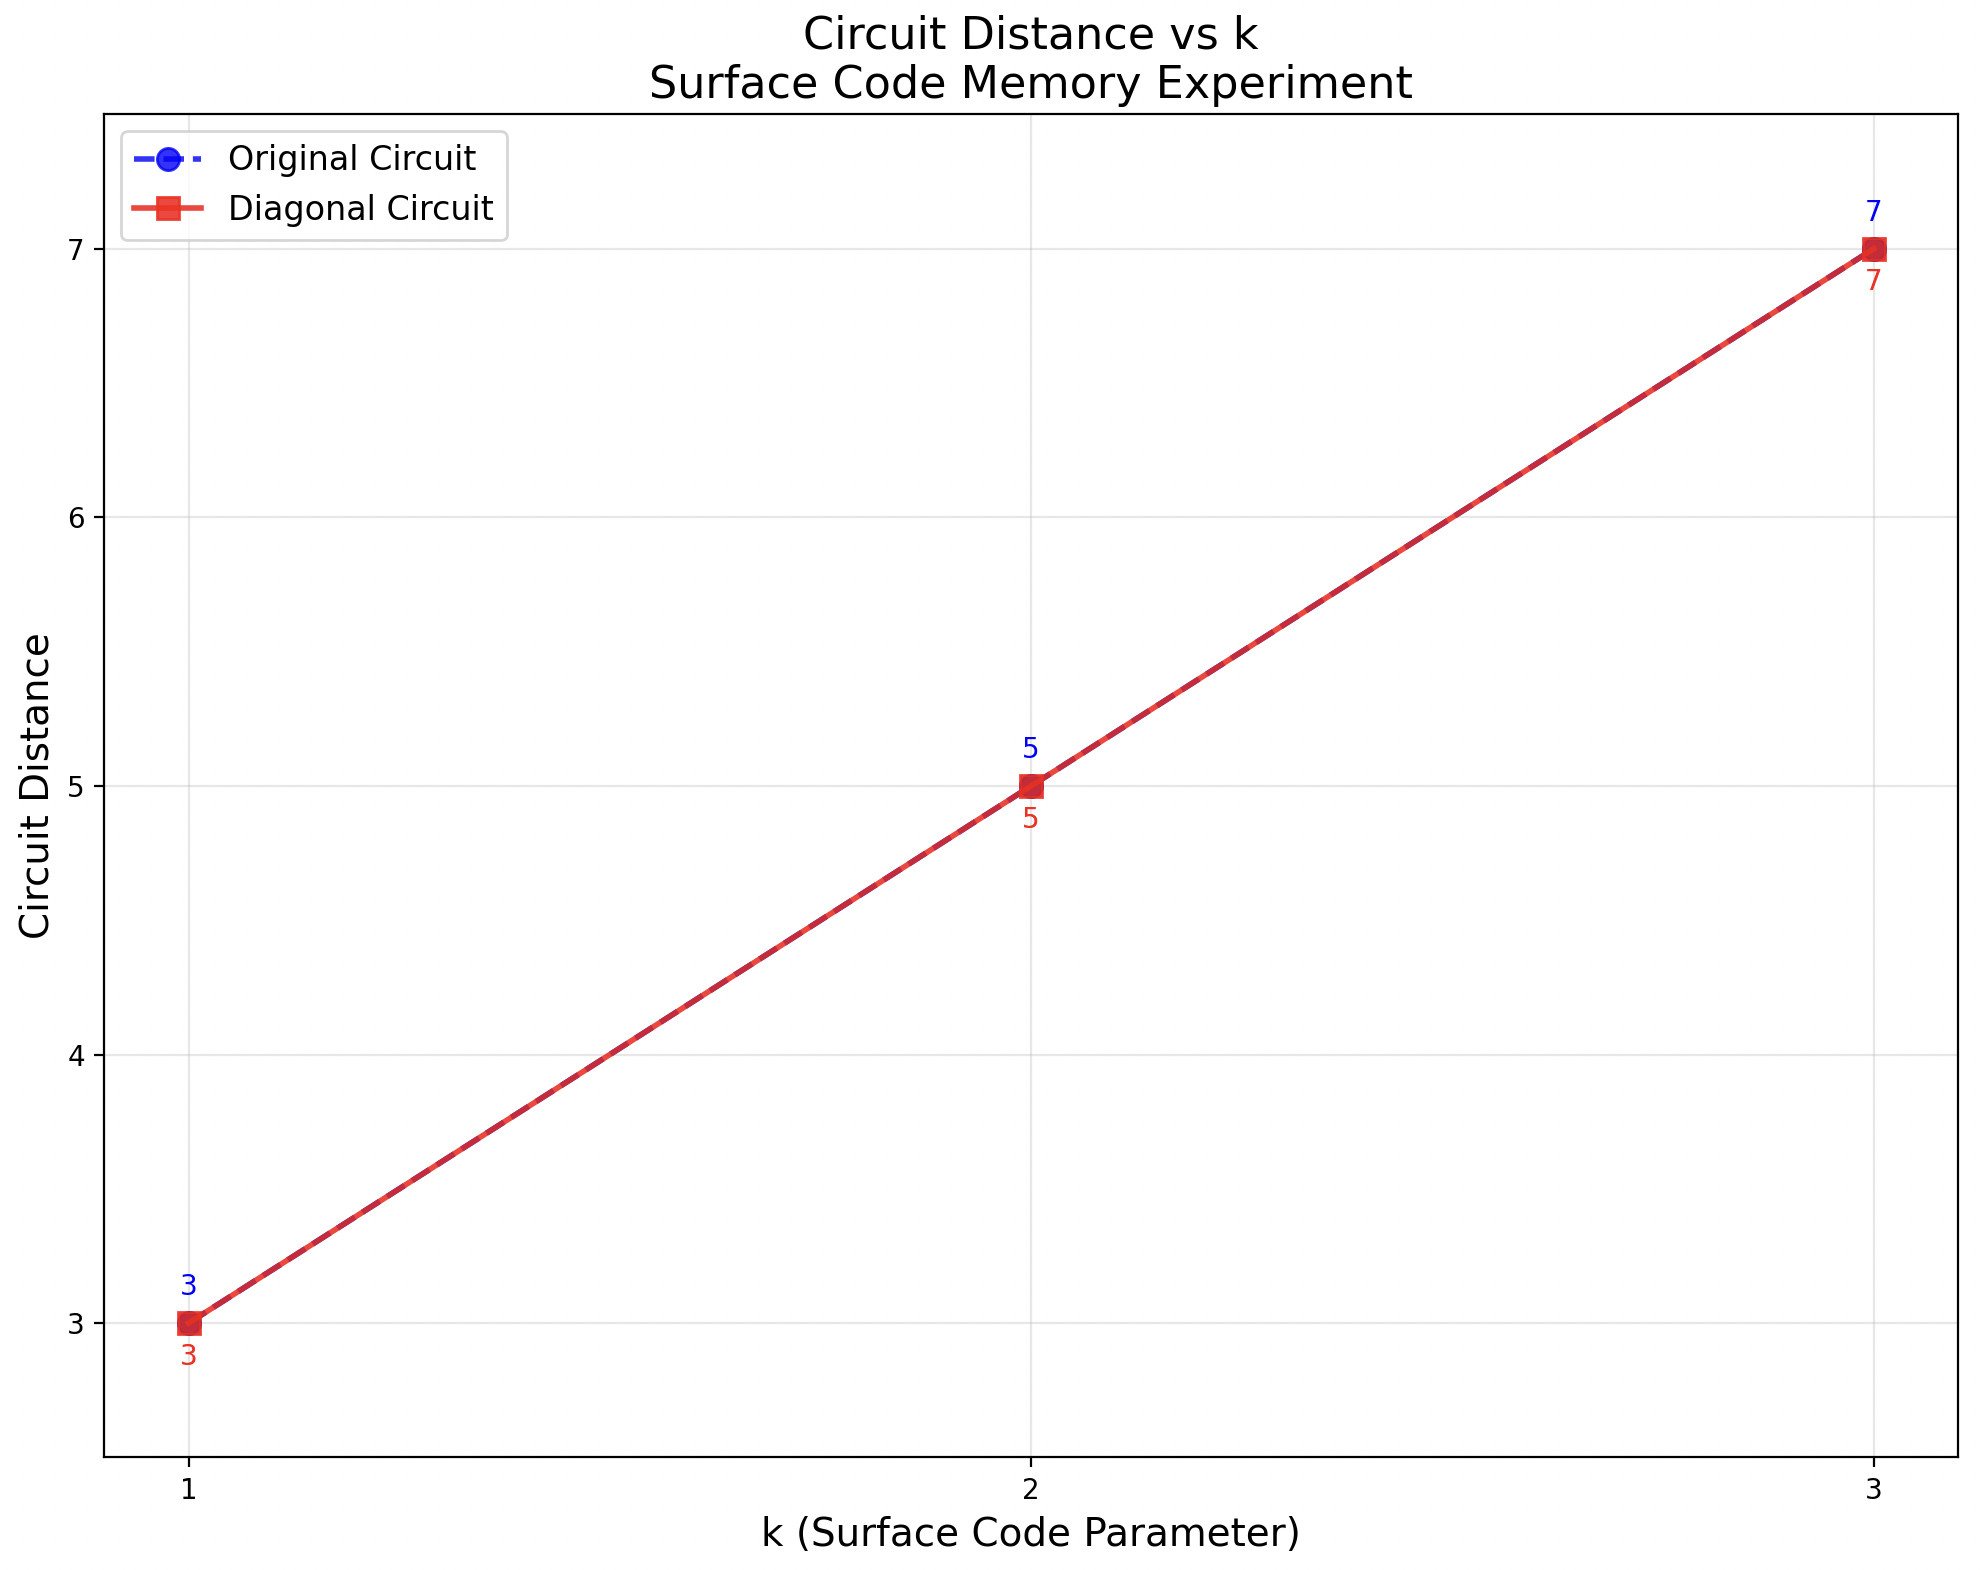 Circuit Distance vs k
Surface Code Memory Experiment
Original Circuit
Diagonal Circuit
7
7
7
6
5
5
5
4
3
3
3
1
2
3
Circuit Distance
k (Surface Code Parameter)